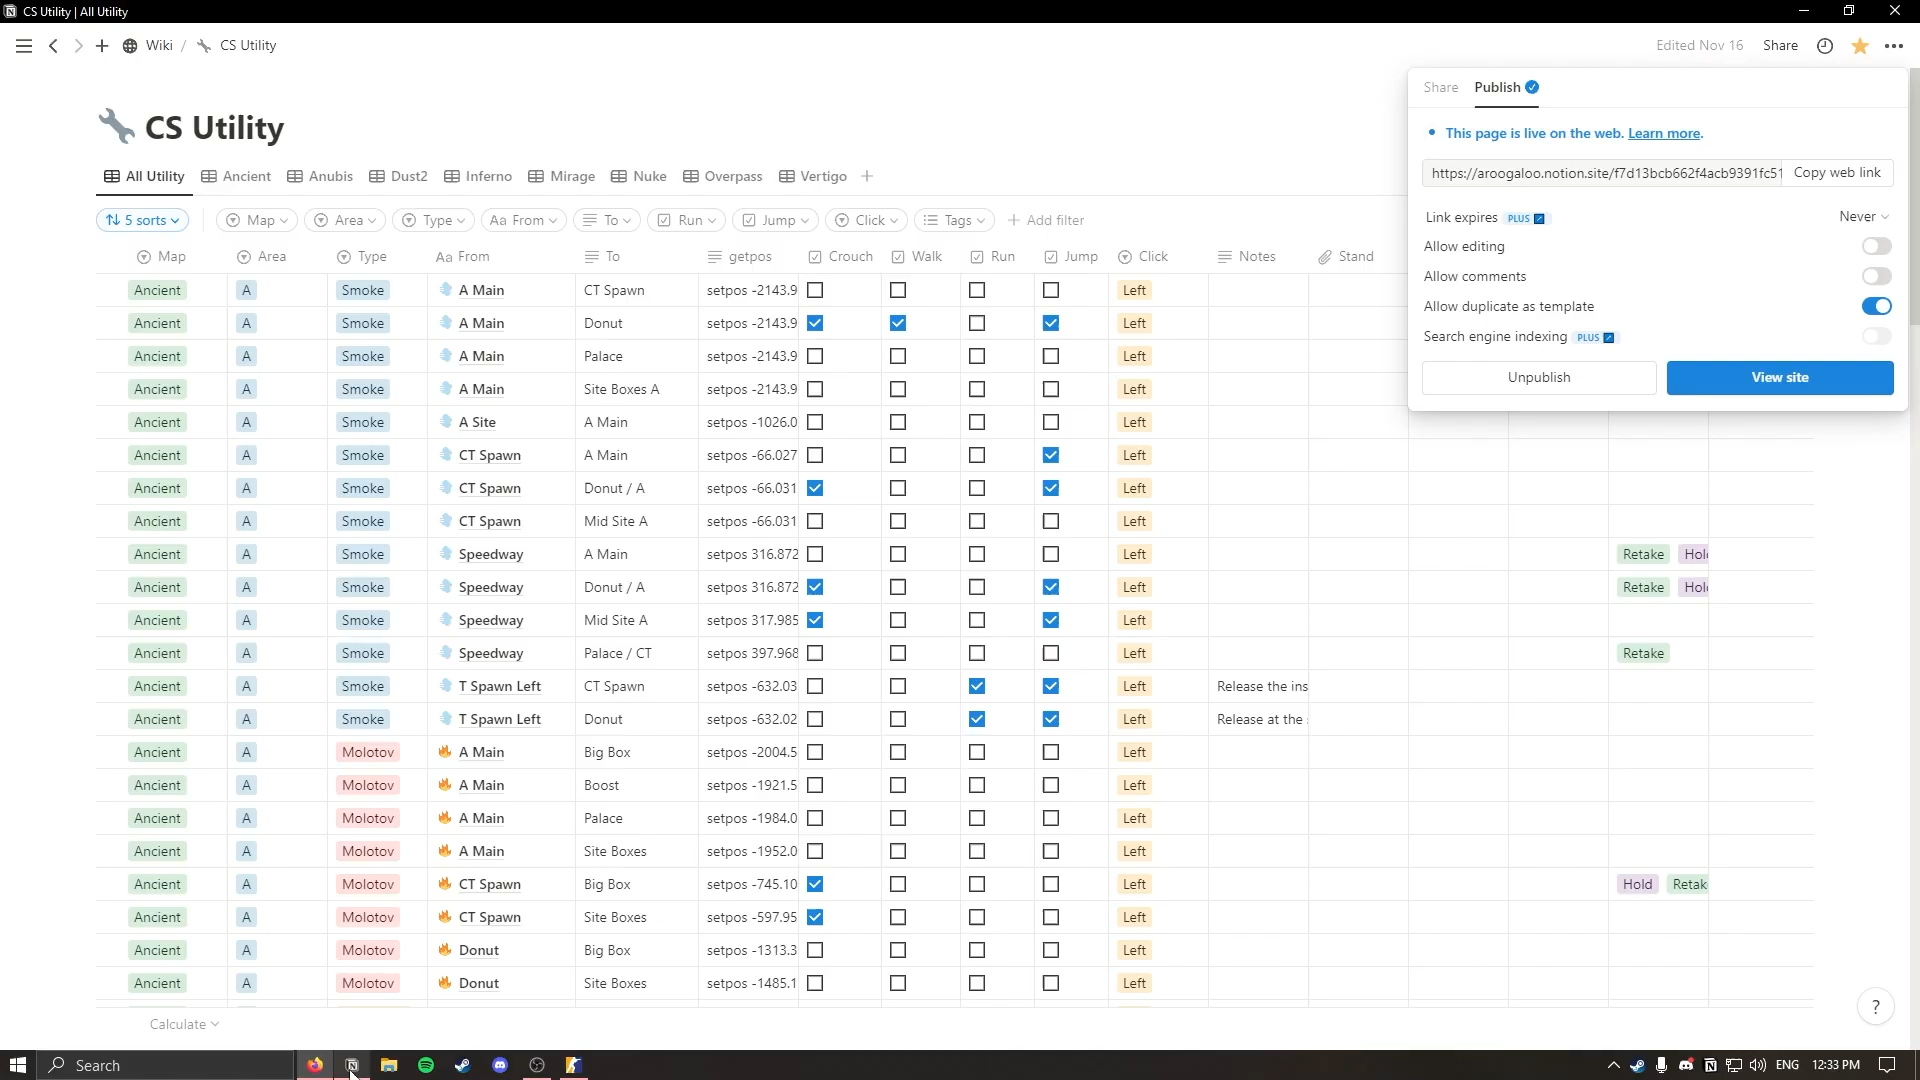 CS Utility | All Utility
Wiki / CS Utility
Edited Nov 16 Share
CS Utility
All Utility Ancient Anubis Dust2 Inferno Mirage Nuke Overpass Vertigo
5 sorts Map Area Type Aa From To Run Jump Click Tags + Add filter
Map Area Type Aa From To getpos Crouch Walk Run Jump Click Notes Stand
Ancient A Smoke A Main CT Spawn setpos -2143.9 Left
Ancient A Smoke A Main Donut setpos -2143.9 Left
Ancient A Smoke A Main Palace setpos -2143.9 Left
Ancient A Smoke A Main Site Boxes A setpos -2143.9 Left
Ancient A Smoke A Site A Main setpos -1026.0 Left
Ancient A Smoke CT Spawn A Main setpos -66.027 Left
Ancient A Smoke CT Spawn Donut / A setpos -66.031 Left
Ancient A Smoke CT Spawn Mid Site A setpos -66.031 Left
Ancient A Smoke Speedway A Main setpos 316.872 Left Retake Hol
Ancient A Smoke Speedway Donut / A setpos 316.872 Left Retake Hol
Ancient A Smoke Speedway Mid Site A setpos 317.985 Left
Ancient A Smoke Speedway Palace / CT setpos 397.968 Left Retake
Ancient A Smoke T Spawn Left CT Spawn setpos -632.03 Left Release the ins
Ancient A Smoke T Spawn Left Donut setpos -632.02 Left Release at the
Ancient A Molotov A Main Big Box setpos -2004.5 Left
Ancient A Molotov A Main Boost setpos -1921.5 Left
Ancient A Molotov A Main Palace setpos -1984.0 Left
Ancient A Molotov A Main Site Boxes setpos -1952.0 Left
Ancient A Molotov CT Spawn Big Box setpos -745.10 Left Hold Retak
Ancient A Molotov CT Spawn Site Boxes setpos -597.95 Left
Ancient A Molotov Donut Big Box setpos -1313.3 Left
Ancient A Molotov Donut Site Boxes setpos -1485.1 Left
Calculate
Share Publish
This page is live on the web. Learn more.
https://aroogaloo.notion.site/f7d13bcb662f4acb9391fc51 Copy web link
Link expires PLUS Never
Allow editing
Allow comments
Allow duplicate as template
Search engine indexing PLUS
Unpublish View site
?
Search ENG 12:33 PM